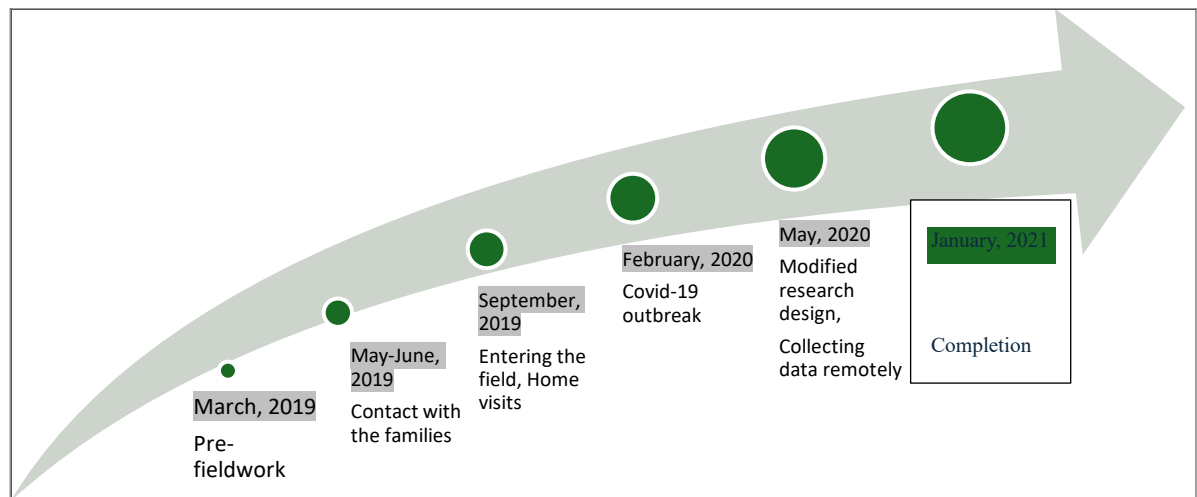 March, 2019
Pre-
fieldwork
May-June,
2019
Contact with
the families
September,
2019
Entering the
field, Home
visits
February, 2020
Covid-19
outbreak
May, 2020
Modified
research
design,
Collecting
data remotely
January, 2021
Completion